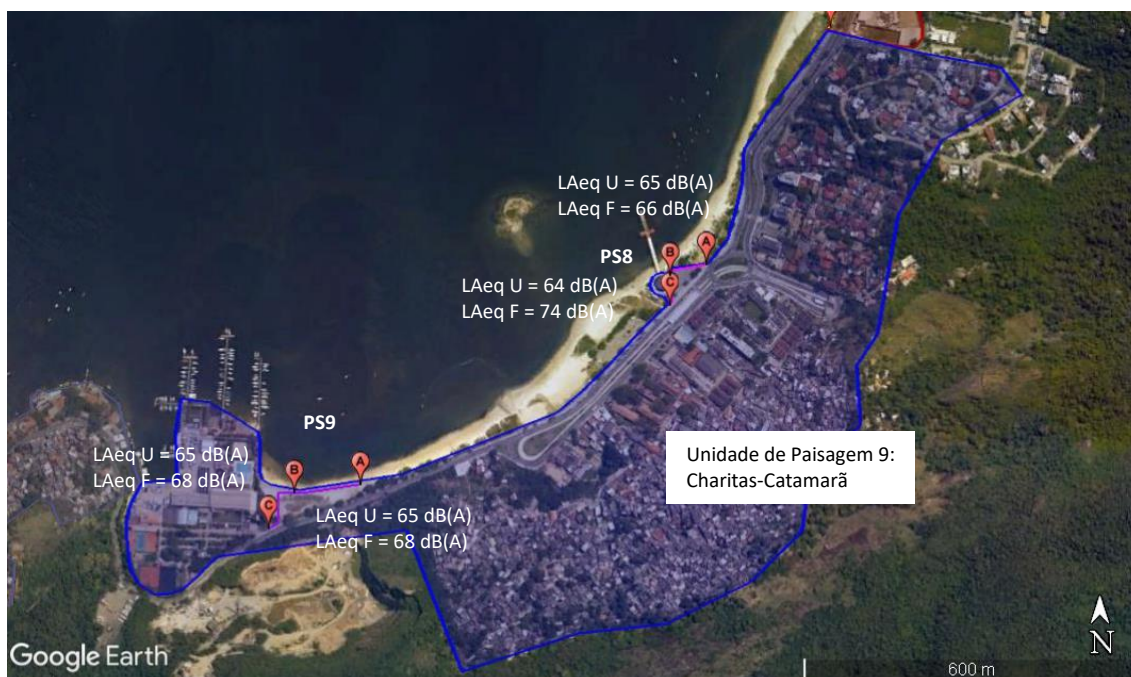 LAeq U = 65 dB(A)
LAeq F = 66 dB(A)
B
A
PS8
C
LAeq U = 64 dB(A)
LAeq F = 74 dB(A)
PS9
LAeq U = 65 dB(A)
LAeq F = 68 dB(A)
B
A
C
LAeq U = 65 dB(A)
LAeq F = 68 dB(A)
Unidade de Paisagem 9:
Charitas-Catamarã
N
Google Earth
600 m